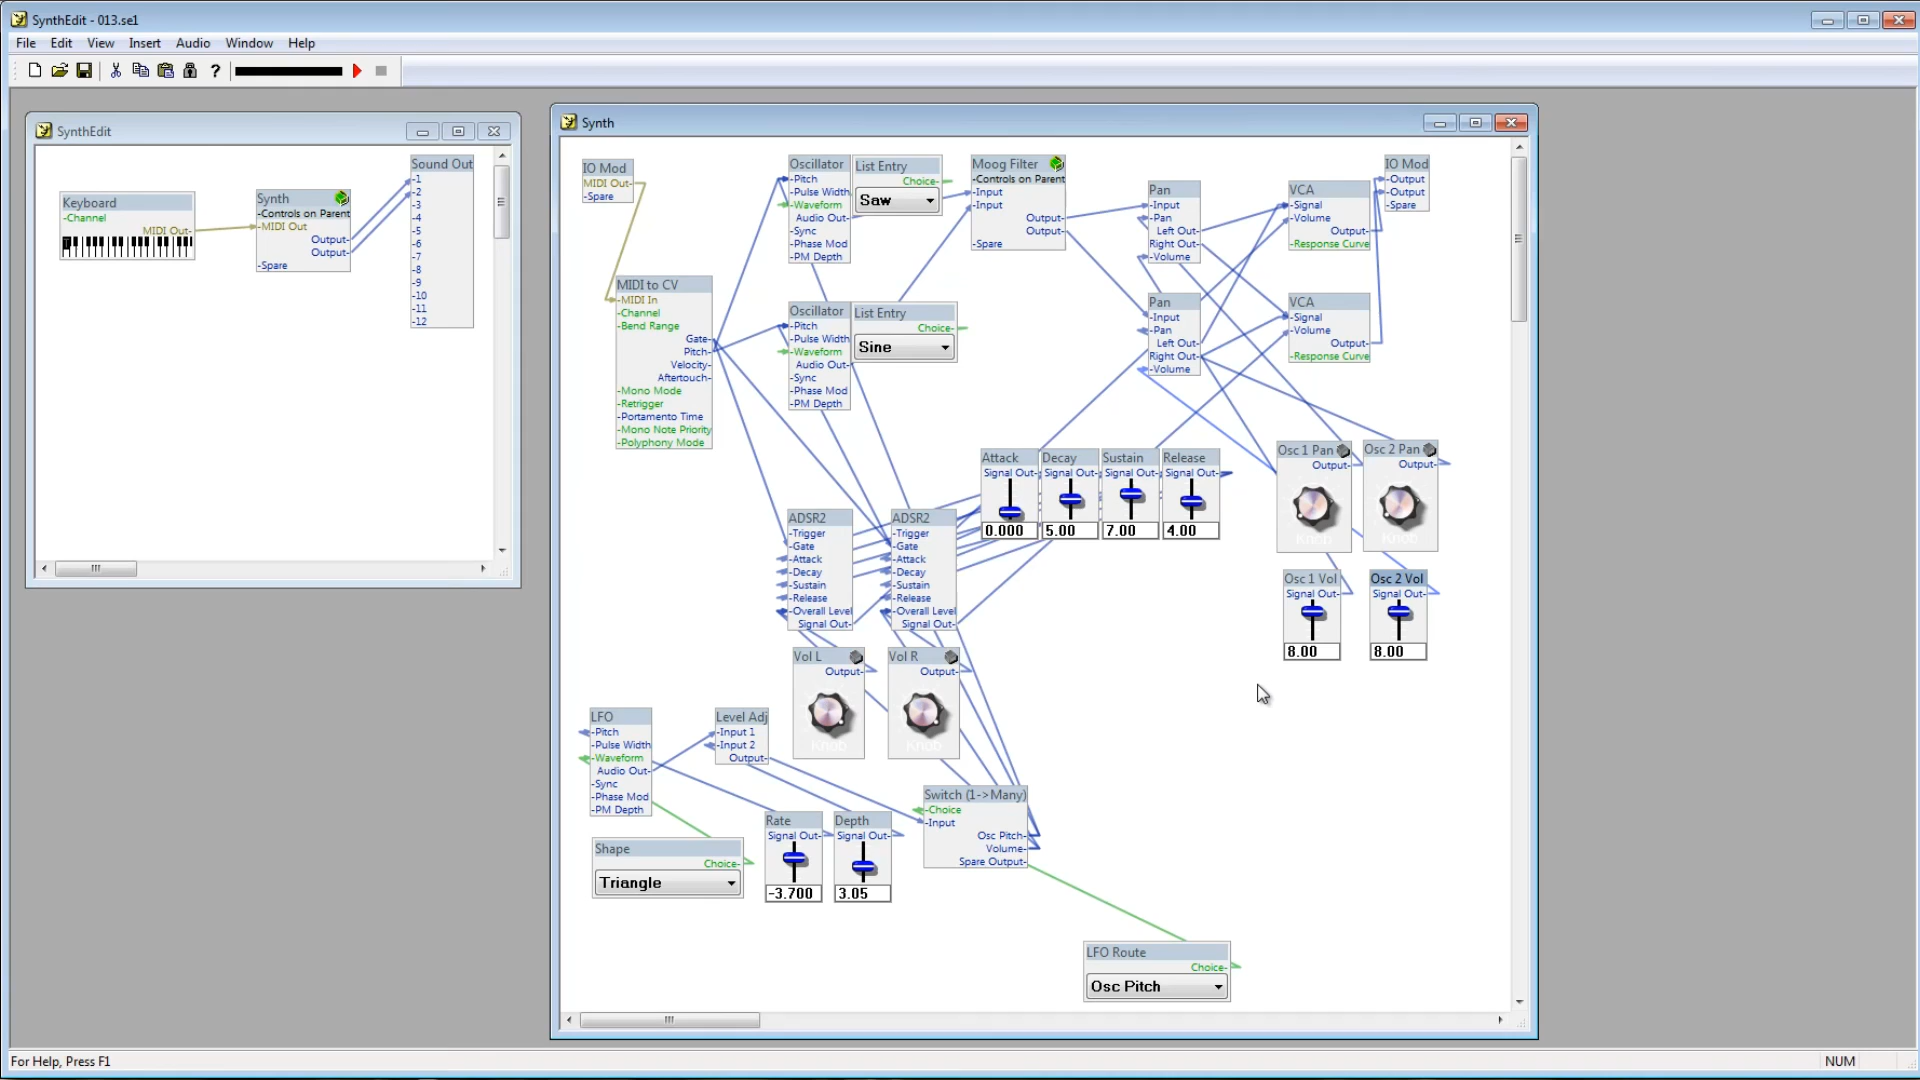 SynthEdit - 013.se1
File Edit View Insert Audio Window Help
SynthEdit
Keyboard
-Channel
MIDI Out-
Synth
-Controls on Parent
-MIDI Out
Output-
Output-
-Spare
Sound Out
-1
-2
-3
-4
-5
-6
-7
-8
-9
-10
-11
-12
Synth
IO Mod
MIDI Out-
-Spare
MIDI to CV
-MIDI In
-Channel
-Bend Range
Gate-
Pitch-
Velocity-
Aftertouch-
-Mono Mode
-Retrigger
-Portamento Time
-Mono Note Priority
-Polyphony Mode
Oscillator
-Pitch
-Pulse Width
-Waveform
Audio Out-
-Sync
-Phase Mod
-PM Depth
List Entry
Choice-
Saw
Oscillator
-Pitch
-Pulse Width
-Waveform
Audio Out-
-Sync
-Phase Mod
-PM Depth
List Entry
Choice-
Sine
Moog Filter
-Controls on Parent
-Input
-Input
Output-
Output-
-Spare
Pan
-Input
-Pan
Left Out-
Right Out-
-Volume
Pan
-Input
-Pan
Left Out-
Right Out-
-Volume
VCA
-Signal
-Volume
Output-
-Response Curve
VCA
-Signal
-Volume
Output-
-Response Curve
IO Mod
-Output
-Output
-Spare
Attack
Signal Out-
0.000
Decay
Signal Out-
5.00
Sustain
Signal Out-
7.00
Release
Signal Out-
4.00
Osc 1 Pan
Output-
Knob
Osc 2 Pan
Output-
Knob
Osc 1 Vol
Signal Out-
8.00
Osc 2 Vol
Signal Out-
8.00
ADSR2
-Trigger
-Gate
-Attack
-Decay
-Sustain
-Release
-Overall Level
Signal Out-
ADSR2
-Trigger
-Gate
-Attack
-Decay
-Sustain
-Release
-Overall Level
Signal Out-
Vol L
Output-
Knob
Vol R
Output-
Knob
LFO
-Pitch
-Pulse Width
-Waveform
Audio Out-
-Sync
-Phase Mod
-PM Depth
Level Adj
-Input 1
-Input 2
Output-
Shape
Choice-
Triangle
Rate
Signal Out-
-3.700
Depth
Signal Out-
3.05
Switch (1->Many)
-Choice
-Input
Osc Pitch-
Volume-
Spare Output-
LFO Route
Choice-
Osc Pitch
For Help, Press F1
NUM